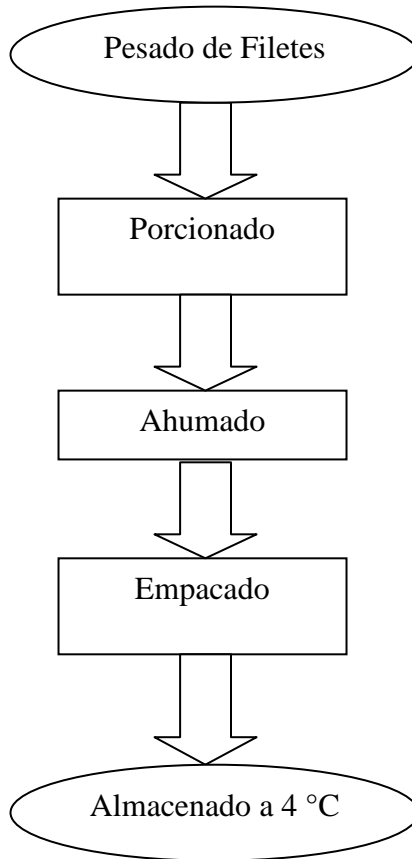 Pesado de Filetes
Porcionado
Ahumado
Empacado
Almacenado a 4 °C